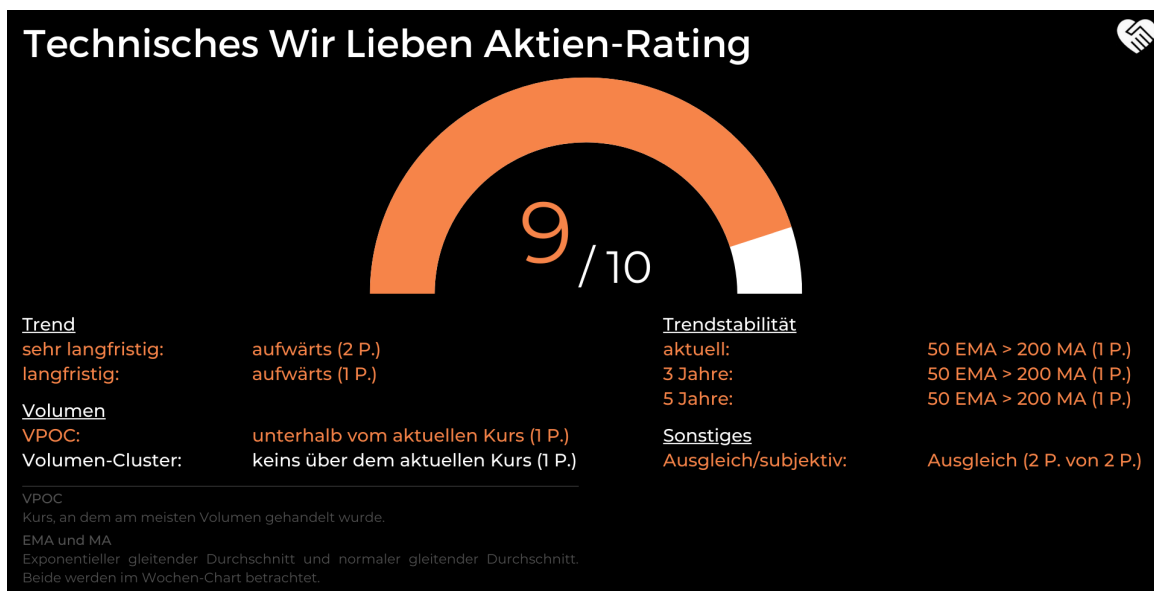 Technisches Wir Lieben Aktien-Rating
9 / 10
Trend
sehr langfristig: aufwärts (2 P.)
langfristig: aufwärts (1 P.)
Volumen
VPOC: unterhalb vom aktuellen Kurs (1 P.)
Volumen-Cluster: keins über dem aktuellen Kurs (1 P.)
VPOC
Kurs, an dem am meisten Volumen gehandelt wurde.
EMA und MA
Exponentieller gleitender Durchschnitt und normaler gleitender Durchschnitt.
Beide werden im Wochen-Chart betrachtet.
Trendstabilität
aktuell: 50 EMA > 200 MA (1 P.)
3 Jahre: 50 EMA > 200 MA (1 P.)
5 Jahre: 50 EMA > 200 MA (1 P.)
Sonstiges
Ausgleich/subjektiv: Ausgleich (2 P. von 2 P.)